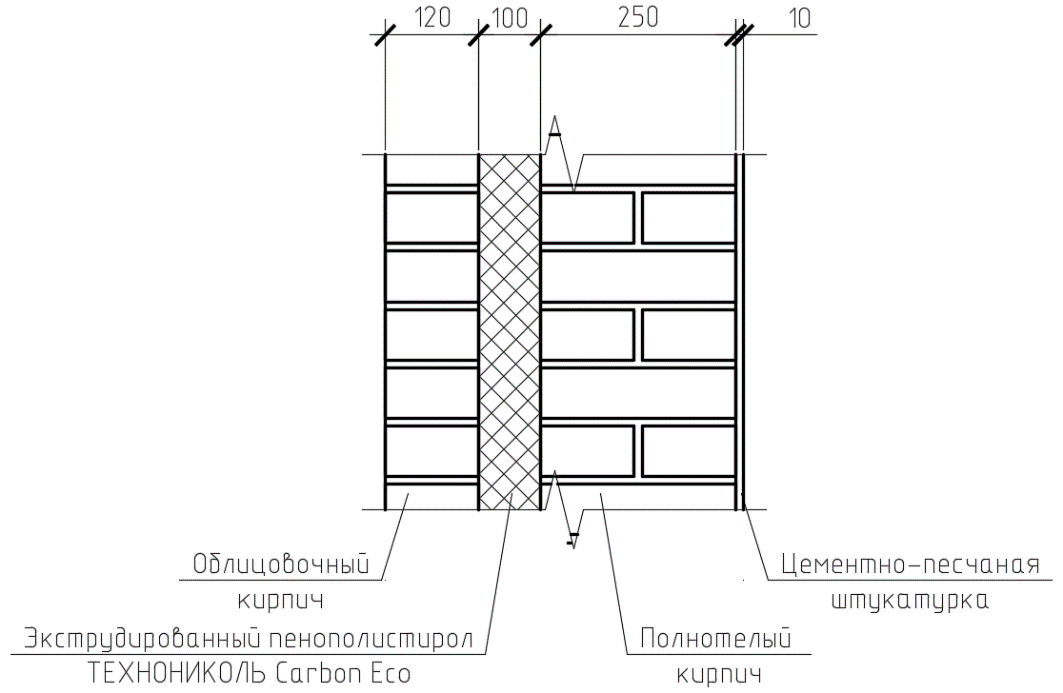 120 100 250 10
Облицовочный
кирпич
Цементно-песчаная
штукатурка
Экструдированный пенополистирол
ТЕХНОНИКОЛЬ Carbon Eco
Полнотелый
кирпич